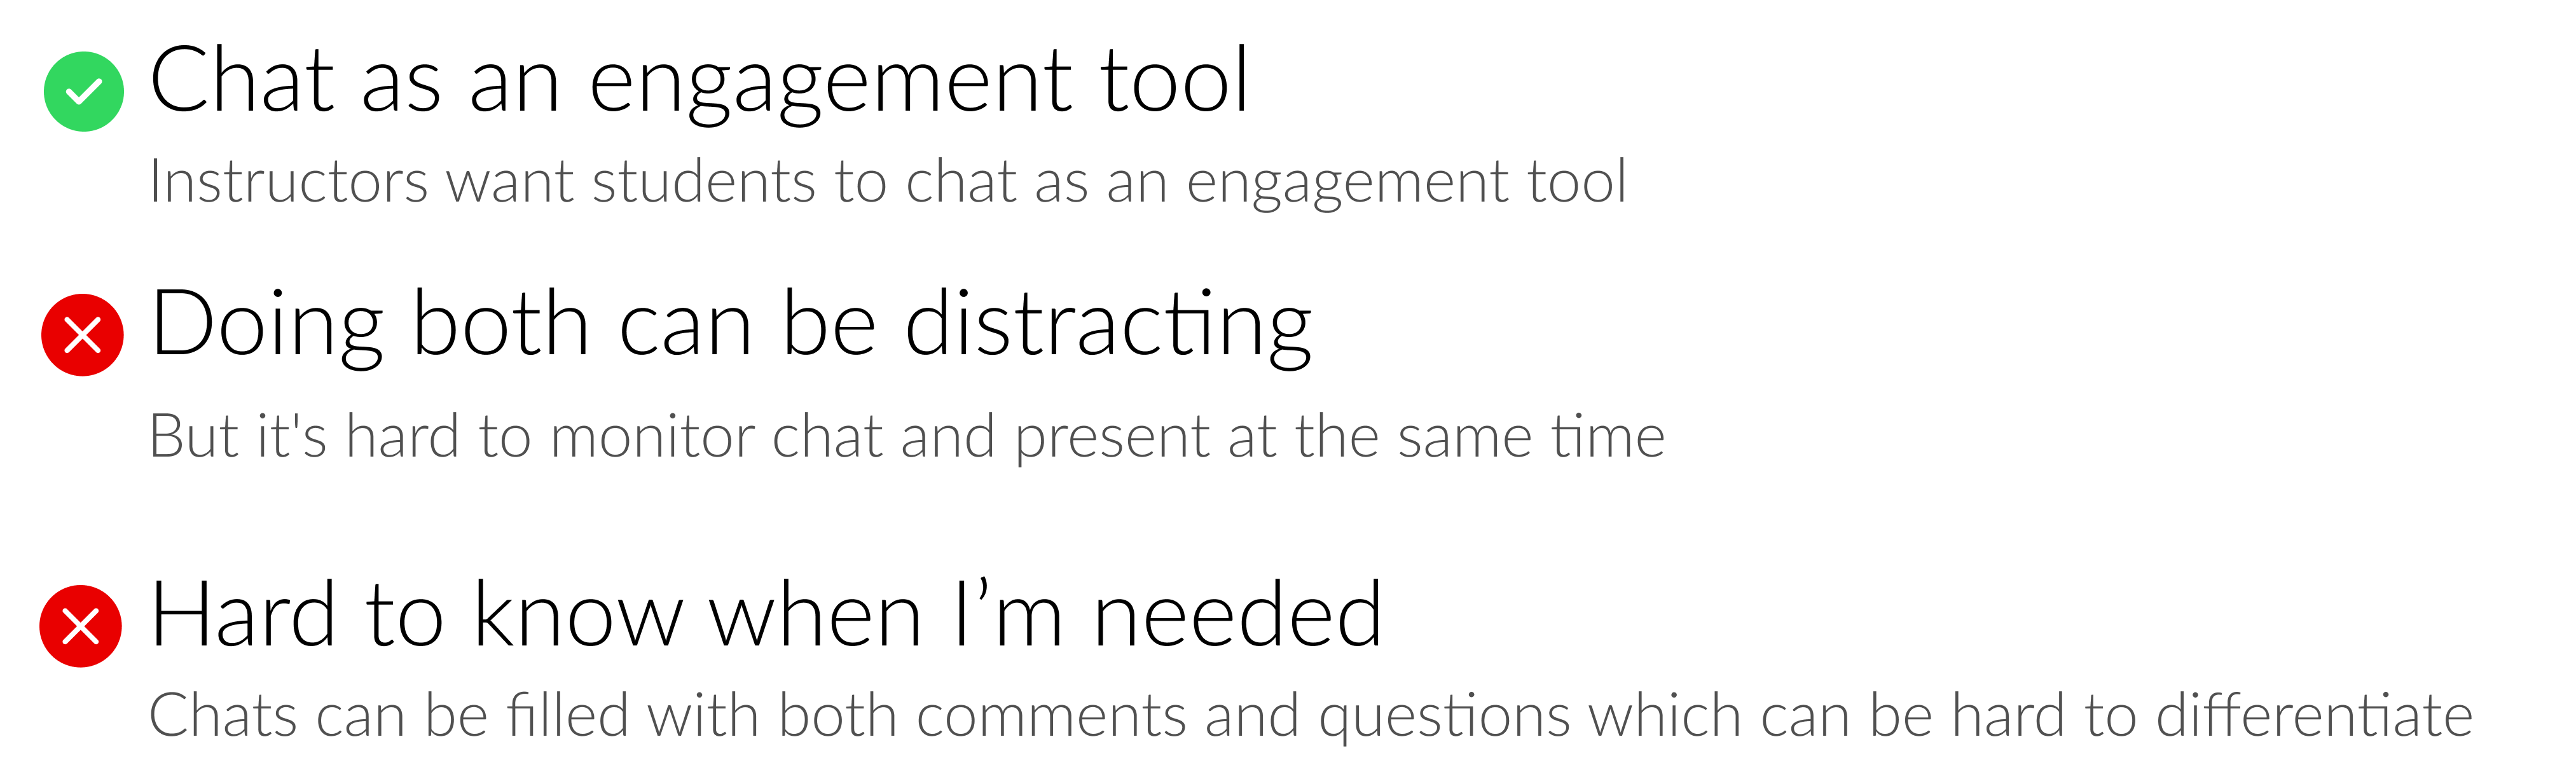 Chat as an engagement tool
Instructors want students to chat as an engagement tool
Doing both can be distracting
But it's hard to monitor chat and present at the same time
Hard to know when I’m needed
Chats can be filled with both comments and questions which can be hard to differentiate